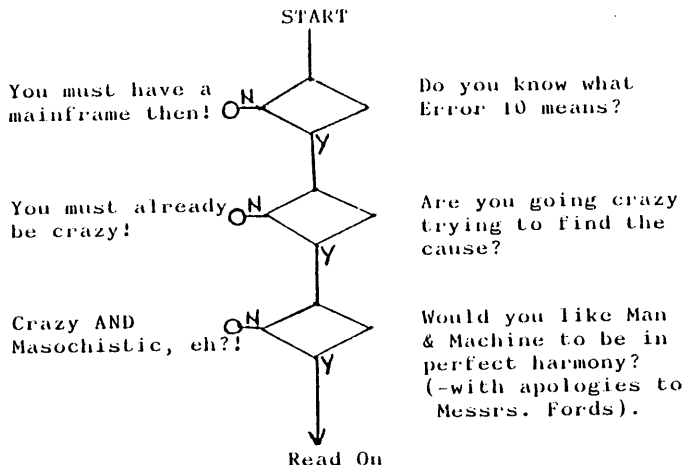 START
You must have a
mainframe then!
N
Y
Do you know what
Error 10 means?
You must already
be crazy!
N
Y
Are you going crazy
trying to find the
cause?
Crazy AND
Masochistic, eh?!
N
Y
Would you like Man
& Machine to be in
perfect harmony?
(-with apologies to
Messrs. Fords).
Read On